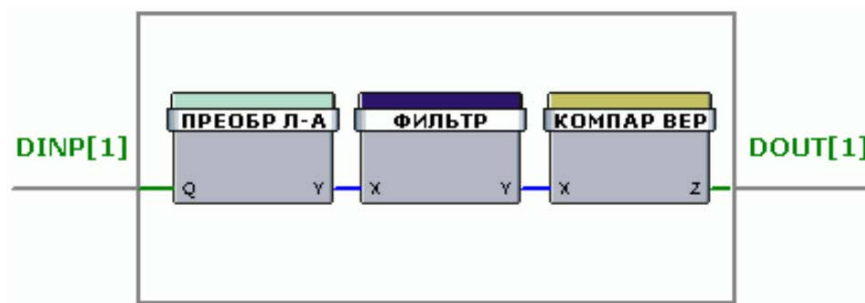 ПРЕОБР Л-А ФИЛЬТР КОМПАР ВЕР
DINP[1] DOUT[1]
Q Y X Y X Z